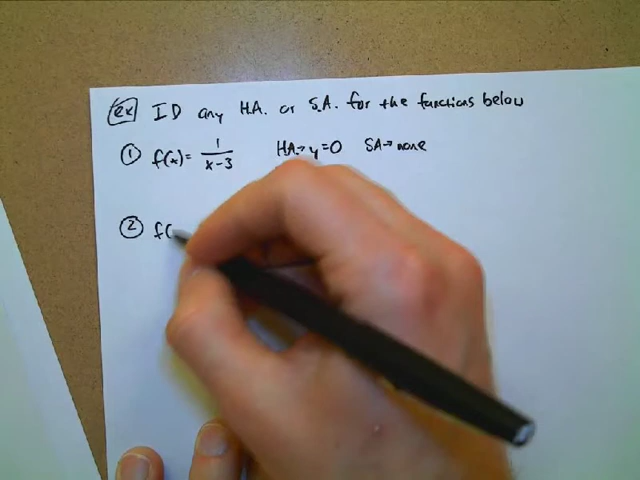 ex ID any H.A. or S.A. for the functions below
① f(x)= 1/(x-3) HA→ y=0 SA→ none
② f(